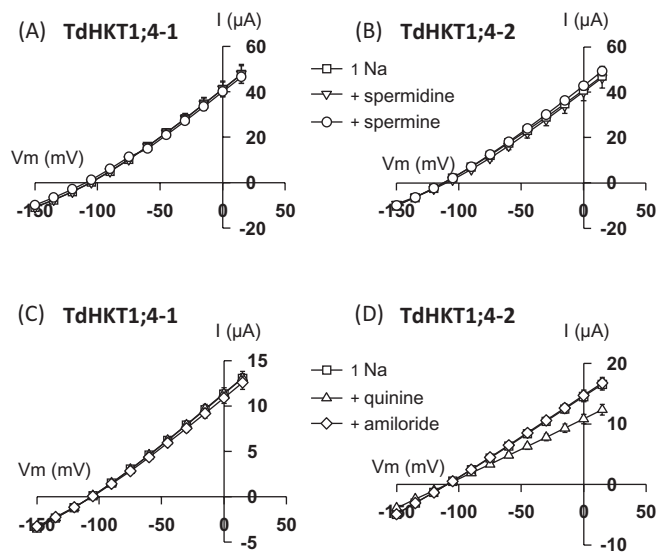 (A) TdHKT1;4-1
I (µA)
60
40
20
0
-20
Vm (mV)
-150 -100 -50 0 50
(B) TdHKT1;4-2
I (µA)
60
40
20
0
-20
Vm (mV)
-150 -100 -50 0 50
1 Na
+ spermidine
+ spermine
(C) TdHKT1;4-1
I (µA)
15
10
5
0
-5
Vm (mV)
-150 -100 -50 0 50
(D) TdHKT1;4-2
I (µA)
20
10
0
-10
Vm (mV)
-150 -100 -50 0 50
1 Na
+ quinine
+ amiloride